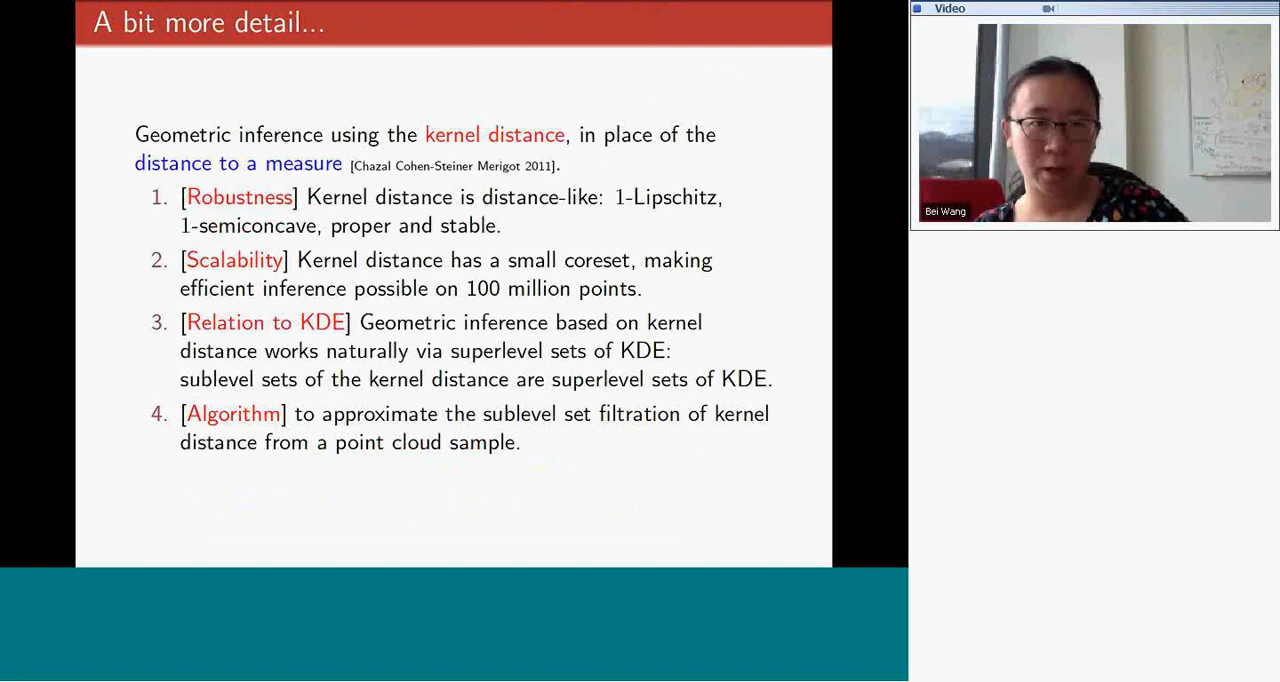 A bit more detail...
Geometric inference using the kernel distance, in place of the
distance to a measure [Chazal Cohen-Steiner Merigot 2011].
1. [Robustness] Kernel distance is distance-like: 1-Lipschitz,
1-semiconcave, proper and stable.
2. [Scalability] Kernel distance has a small coreset, making
efficient inference possible on 100 million points.
3. [Relation to KDE] Geometric inference based on kernel
distance works naturally via superlevel sets of KDE:
sublevel sets of the kernel distance are superlevel sets of KDE.
4. [Algorithm] to approximate the sublevel set filtration of kernel
distance from a point cloud sample.
Video
Bei Wang